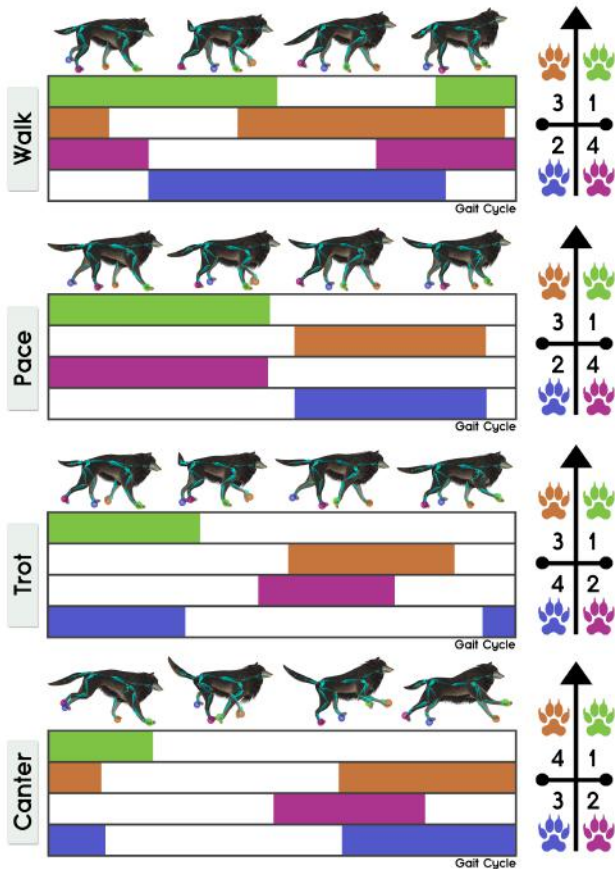 Walk
3 1
2 4
Gait Cycle
Pace
3 1
2 4
Gait Cycle
Trot
3 1
4 2
Gait Cycle
Canter
4 1
3 2
Gait Cycle